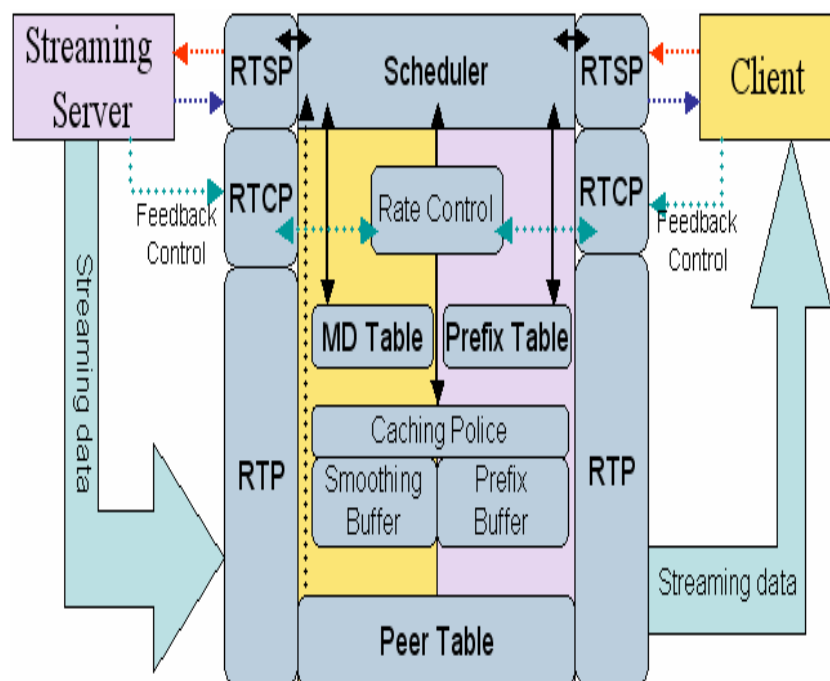 Streaming
Server
RTSP
Scheduler
RTSP
Client
RTCP
Rate Control
RTCP
Feedback
Control
Feedback
Control
Streaming data
MD Table
Prefix Table
Caching Police
RTP
Smoothing
Buffer
Prefix
Buffer
RTP
Streaming data
Peer Table